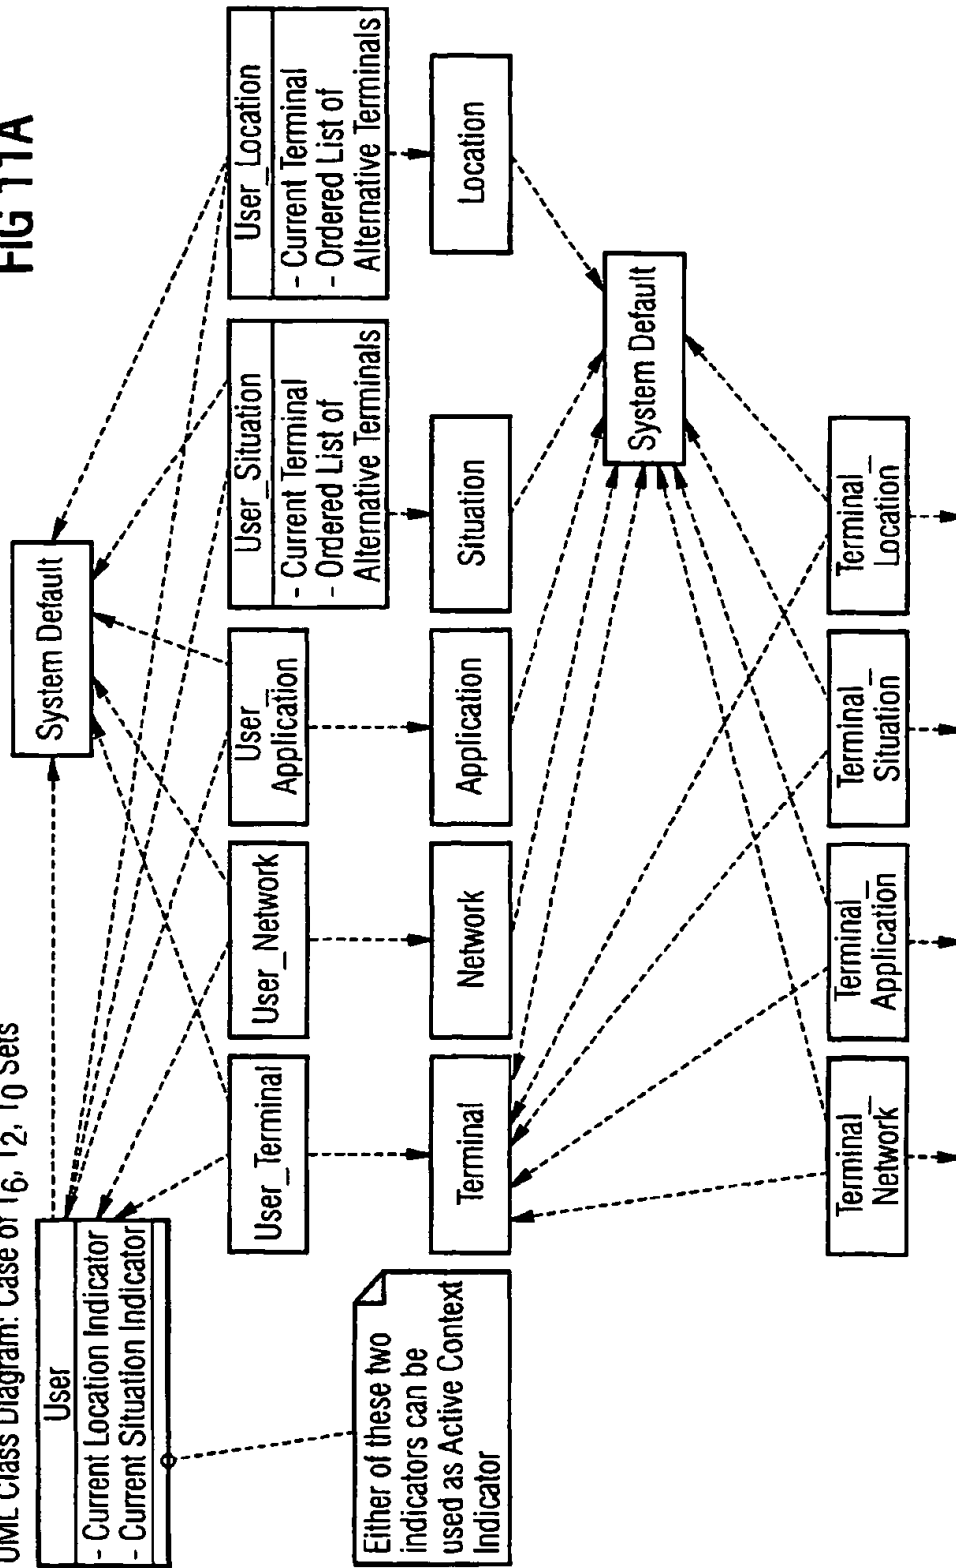 FIG 11A
UML Class Diagram: Case of T6, T2, T0 Sets
User
- Current Location Indicator
- Current Situation Indicator
System Default
Either of these two
indicators can be
used as Active Context
Indicator
User_Terminal
User_Network
User_
Application
User_Situation
- Current Terminal
- Ordered List of
Alternative Terminals
User_Location
- Current Terminal
- Ordered List of
Alternative Terminals
Terminal
Network
Application
Situation
Location
System Default
Terminal_
Network
Terminal_
Application
Terminal_
Situation
Terminal_
Location